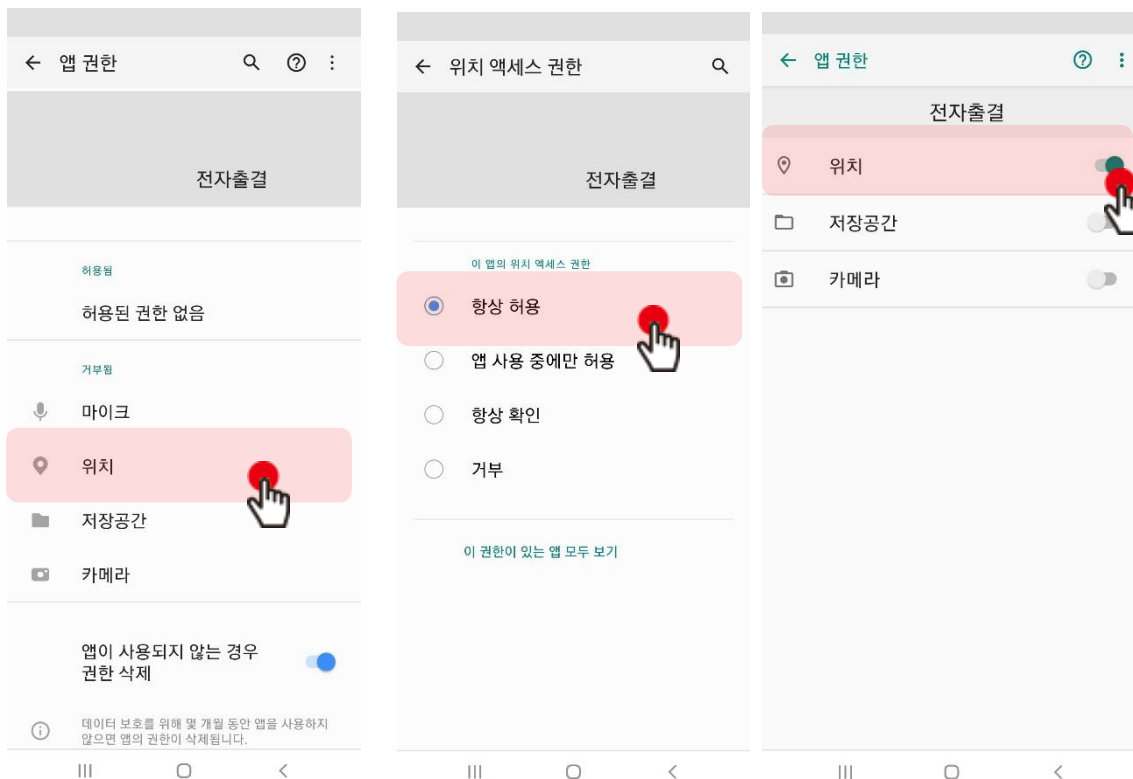 앱 권한
전자출결
허용됨
허용된 권한 없음
거부됨
마이크
위치
저장공간
카메라
앱이 사용되지 않는 경우
권한 삭제
데이터 보호를 위해 몇 개월 동안 앱을 사용하지
않으면 앱의 권한이 삭제됩니다.
위치 액세스 권한
전자출결
이 앱의 위치 액세스 권한
항상 허용
앱 사용 중에만 허용
항상 확인
거부
이 권한이 있는 앱 모두 보기
앱 권한
전자출결
위치
저장공간
카메라